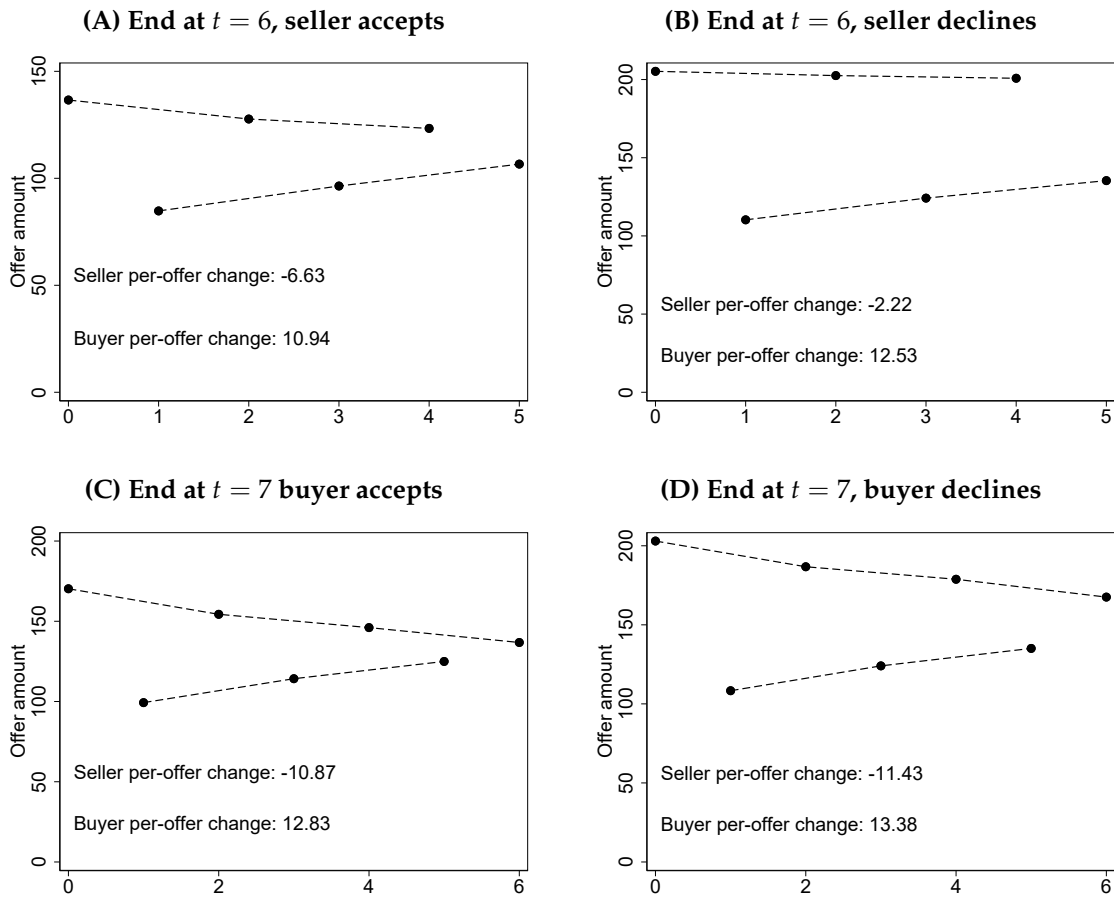 (A) End at t = 6, seller accepts
150
100
50
0
Offer amount
Seller per-offer change: -6.63
Buyer per-offer change: 10.94
0 1 2 3 4 5
(B) End at t = 6, seller declines
200
150
100
50
0
Offer amount
Seller per-offer change: -2.22
Buyer per-offer change: 12.53
0 1 2 3 4 5
(C) End at t = 7 buyer accepts
200
150
100
50
0
Offer amount
Seller per-offer change: -10.87
Buyer per-offer change: 12.83
0 2 4 6
(D) End at t = 7, buyer declines
200
150
100
50
0
Offer amount
Seller per-offer change: -11.43
Buyer per-offer change: 13.38
0 2 4 6